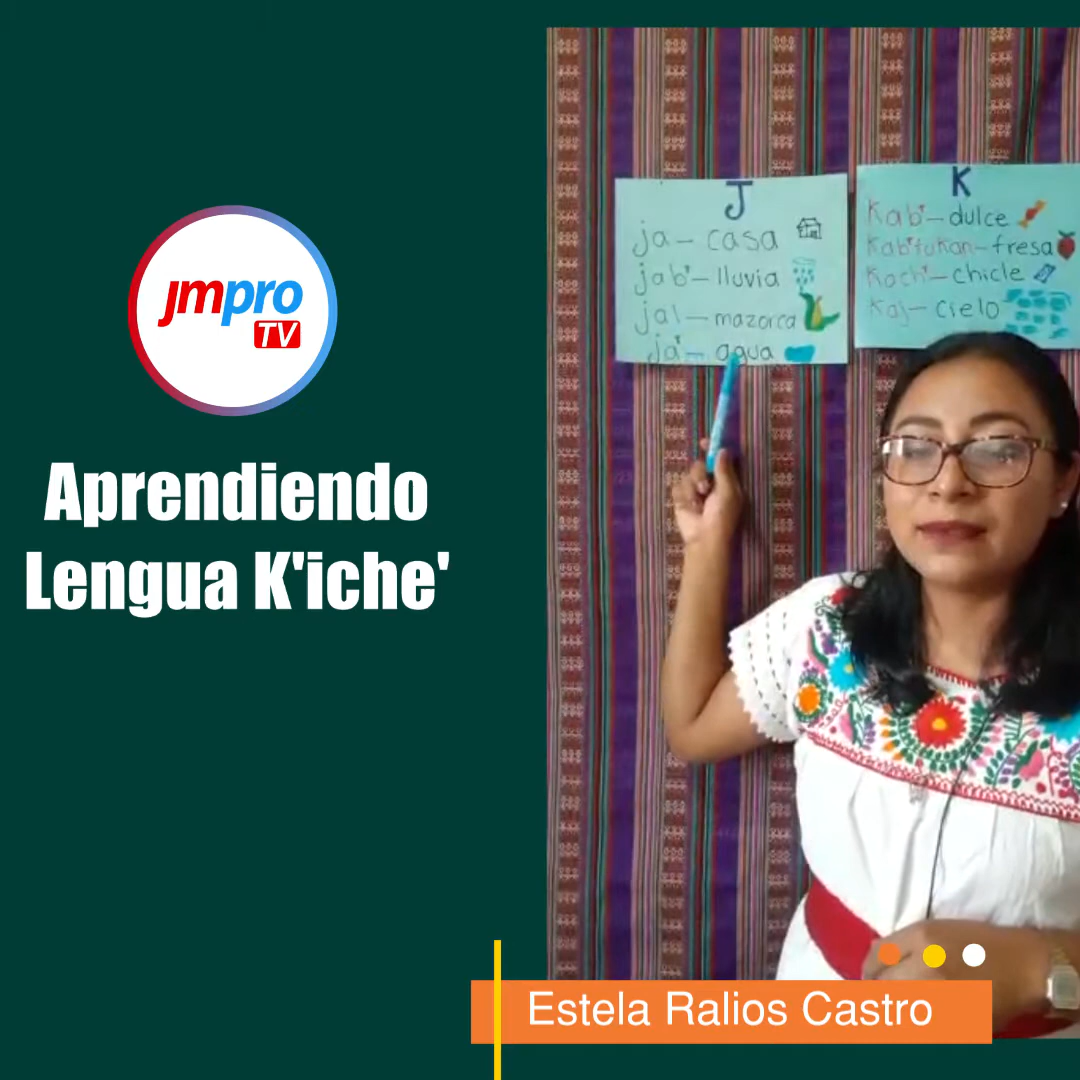 jmpro
TV
Aprendiendo
Lengua K'iche'
J
ja - casa
jab' - lluvia
jal - mazorca
ja' - agua
K
Kab' - dulce
Kab'tukan - fresa
Kach' - chicle
Kaj - cielo
Estela Ralios Castro